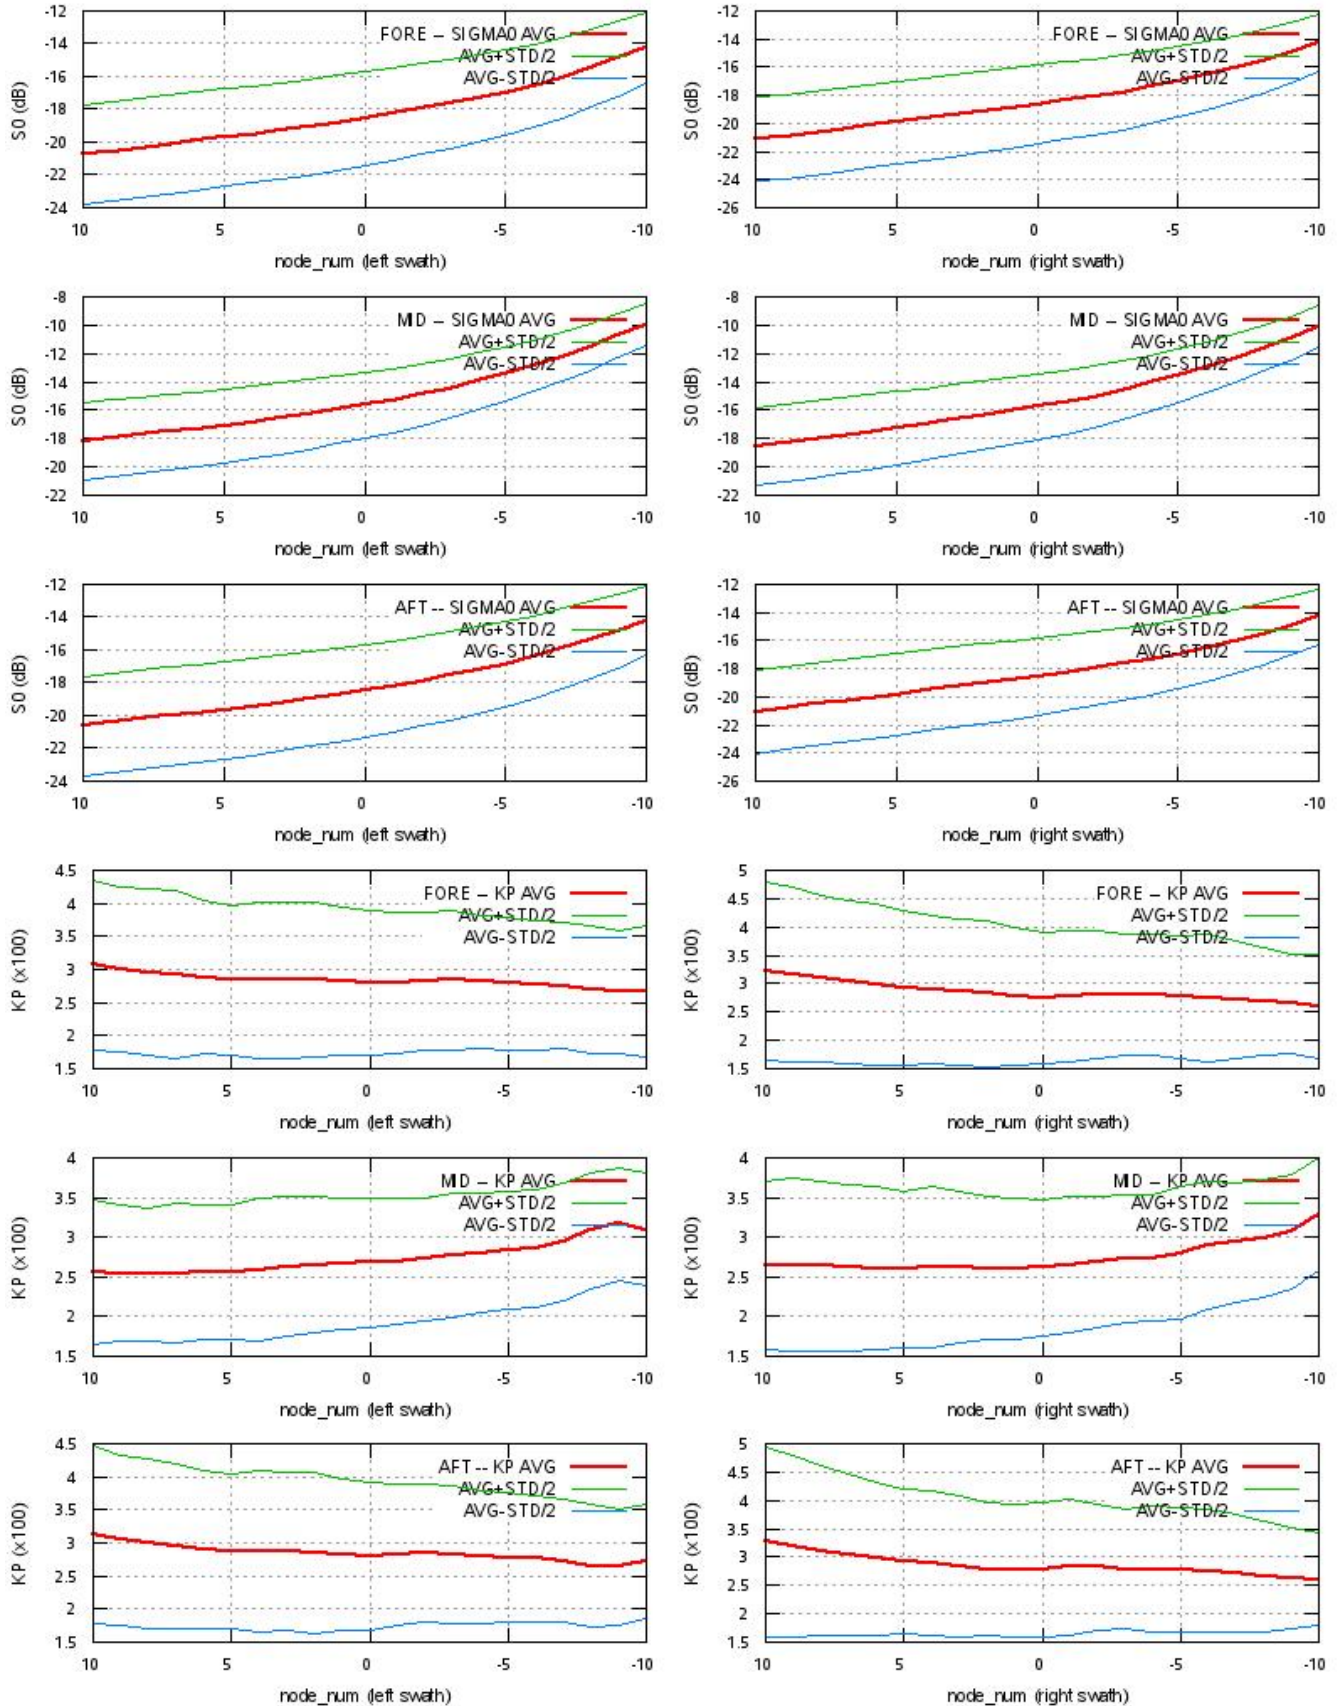 -12
-14
-16
-18
-20
-22
-24
S0 (dB)
FORE – SIGMA0 AVG
AVG+STD/2
AVG-STD/2
10 5 0 -5 -10
node_num (left swath)
-12
-14
-16
-18
-20
-22
-24
-26
S0 (dB)
FORE – SIGMA0 AVG
AVG+STD/2
AVG-STD/2
10 5 0 -5 -10
node_num (right swath)
-8
-10
-12
-14
-16
-18
-20
-22
S0 (dB)
MID – SIGMA0 AVG
AVG+STD/2
AVG-STD/2
10 5 0 -5 -10
node_num (left swath)
-8
-10
-12
-14
-16
-18
-20
-22
S0 (dB)
MID – SIGMA0 AVG
AVG+STD/2
AVG-STD/2
10 5 0 -5 -10
node_num (right swath)
-12
-14
-16
-18
-20
-22
-24
S0 (dB)
AFT -- SIGMA0 AVG
AVG+STD/2
AVG-STD/2
10 5 0 -5 -10
node_num (left swath)
-12
-14
-16
-18
-20
-22
-24
-26
S0 (dB)
AFT -- SIGMA0 AVG
AVG+STD/2
AVG-STD/2
10 5 0 -5 -10
node_num (right swath)
4.5
4
3.5
3
2.5
2
1.5
KP (x100)
FORE – KP AVG
AVG+STD/2
AVG-STD/2
10 5 0 -5 -10
node_num (left swath)
5
4.5
4
3.5
3
2.5
2
1.5
KP (x100)
FORE – KP AVG
AVG+STD/2
AVG-STD/2
10 5 0 -5 -10
node_num (right swath)
4
3.5
3
2.5
2
1.5
KP (x100)
MID – KP AVG
AVG+STD/2
AVG-STD/2
10 5 0 -5 -10
node_num (left swath)
4
3.5
3
2.5
2
1.5
KP (x100)
MID – KP AVG
AVG+STD/2
AVG-STD/2
10 5 0 -5 -10
node_num (right swath)
4.5
4
3.5
3
2.5
2
1.5
KP (x100)
AFT -- KP AVG
AVG+STD/2
AVG-STD/2
10 5 0 -5 -10
node_num (left swath)
5
4.5
4
3.5
3
2.5
2
1.5
KP (x100)
AFT -- KP AVG
AVG+STD/2
AVG-STD/2
10 5 0 -5 -10
node_num (right swath)